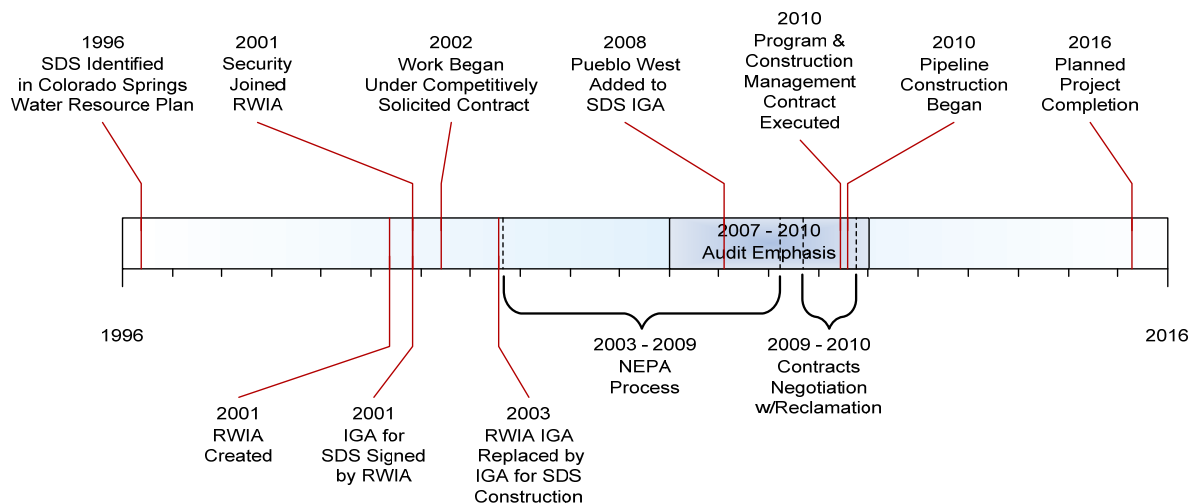 1996
SDS Identified
in Colorado Springs
Water Resource Plan
2001
Security
Joined
RWIA
2002
Work Began
Under Competitively
Solicited Contract
2008
Pueblo West
Added to
SDS IGA
2010
Program &
Construction
Management
Contract
Executed
2010
Pipeline
Construction
Began
2016
Planned
Project
Completion
2007 - 2010
Audit Emphasis
1996
2016
2003 - 2009
NEPA
Process
2009 - 2010
Contracts
Negotiation
w/Reclamation
2001
RWIA
Created
2001
IGA for
SDS Signed
by RWIA
2003
RWIA IGA
Replaced by
IGA for SDS
Construction